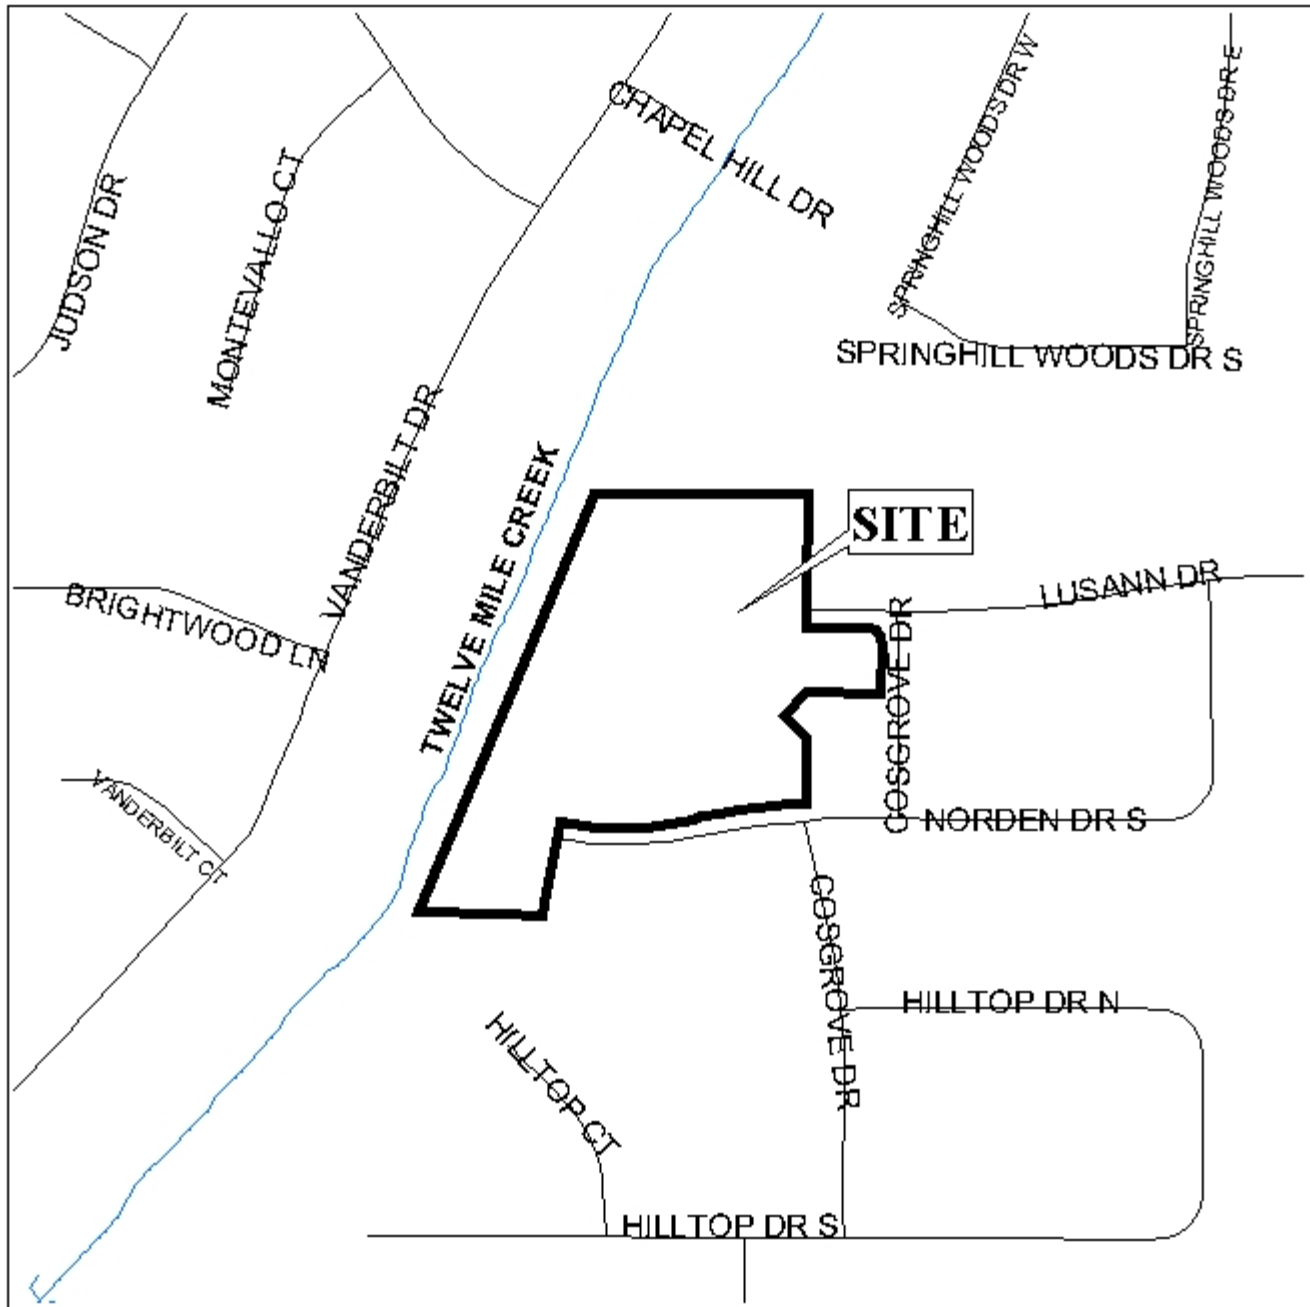 CHAPEL HILL DR
SPRINGHILL WOODS DR W
SPRINGHILL WOODS DR E
JUDSON DR
MONTEVALLO CT
SPRINGHILL WOODS DR S
VANDERBILT DR
TWELVE MILE CREEK
SITE
LUSANN DR
BRIGHTWOOD LN
COSGROVE DR
VANDERBILT CT
NORDEN DR S
COSGROVE DR
HILLTOP DR N
HILLTOP CT
HILLTOP DR S